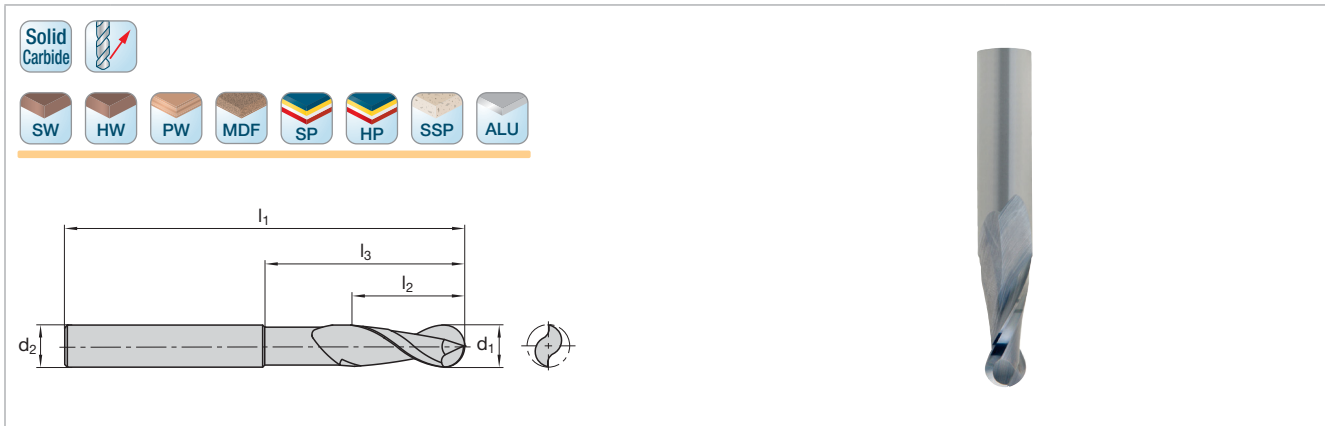 Solid
Carbide
SW HW PW MDF SP HP SSP ALU
l1
l3
l2
d2 d1